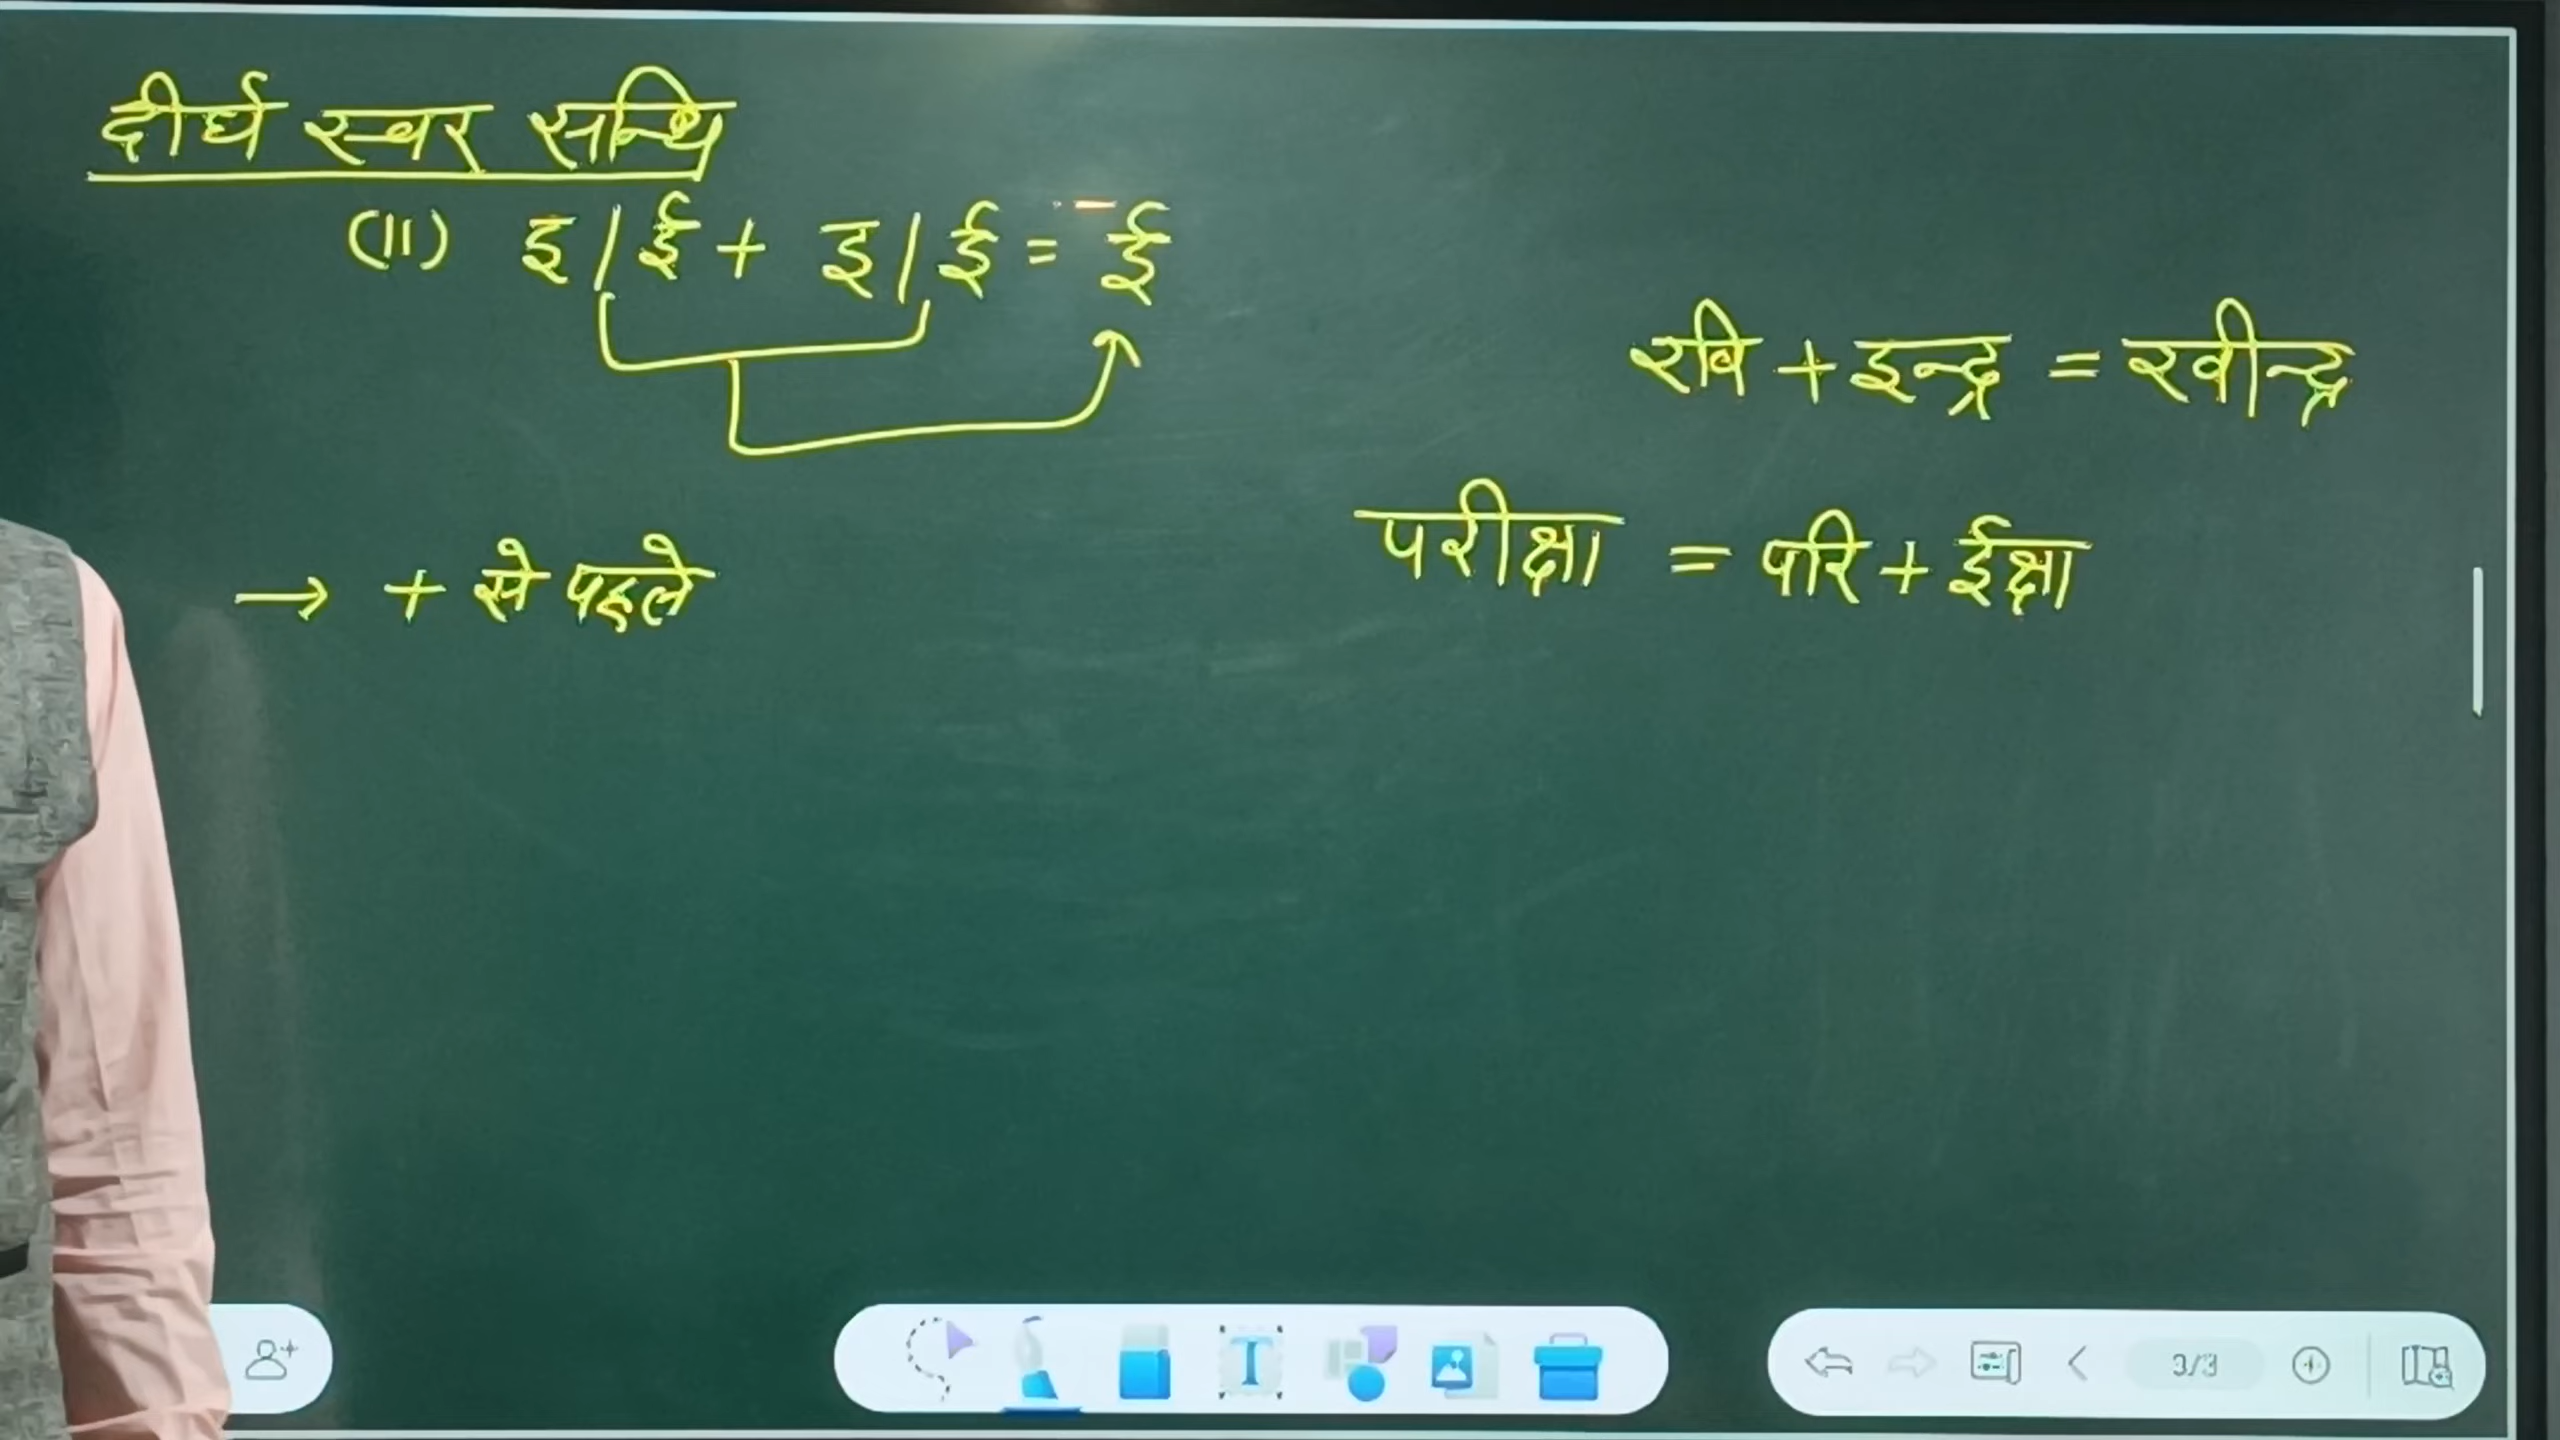 दीर्घ स्वर सन्धि
(II) इ/ई + इ/ई = ई
रवि + इन्द्र = रवीन्द्र
परीक्षा = परि + ईक्षा
→ + से पहले
T
3/3